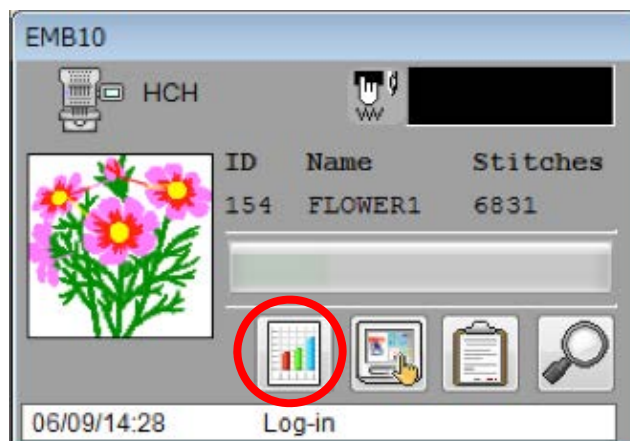 EMB10
HCH
ID Name Stitches
154 FLOWER1 6831
06/09/14:28 Log-in